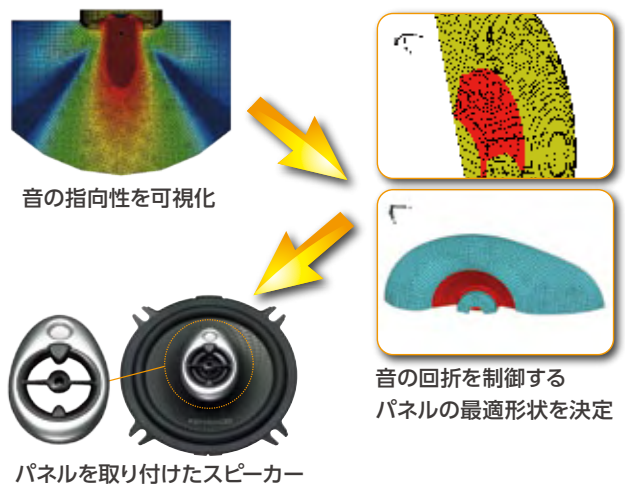 音の指向性を可視化
音の回折を制御する
パネルの最適形状を決定
パネルを取り付けたスピーカー